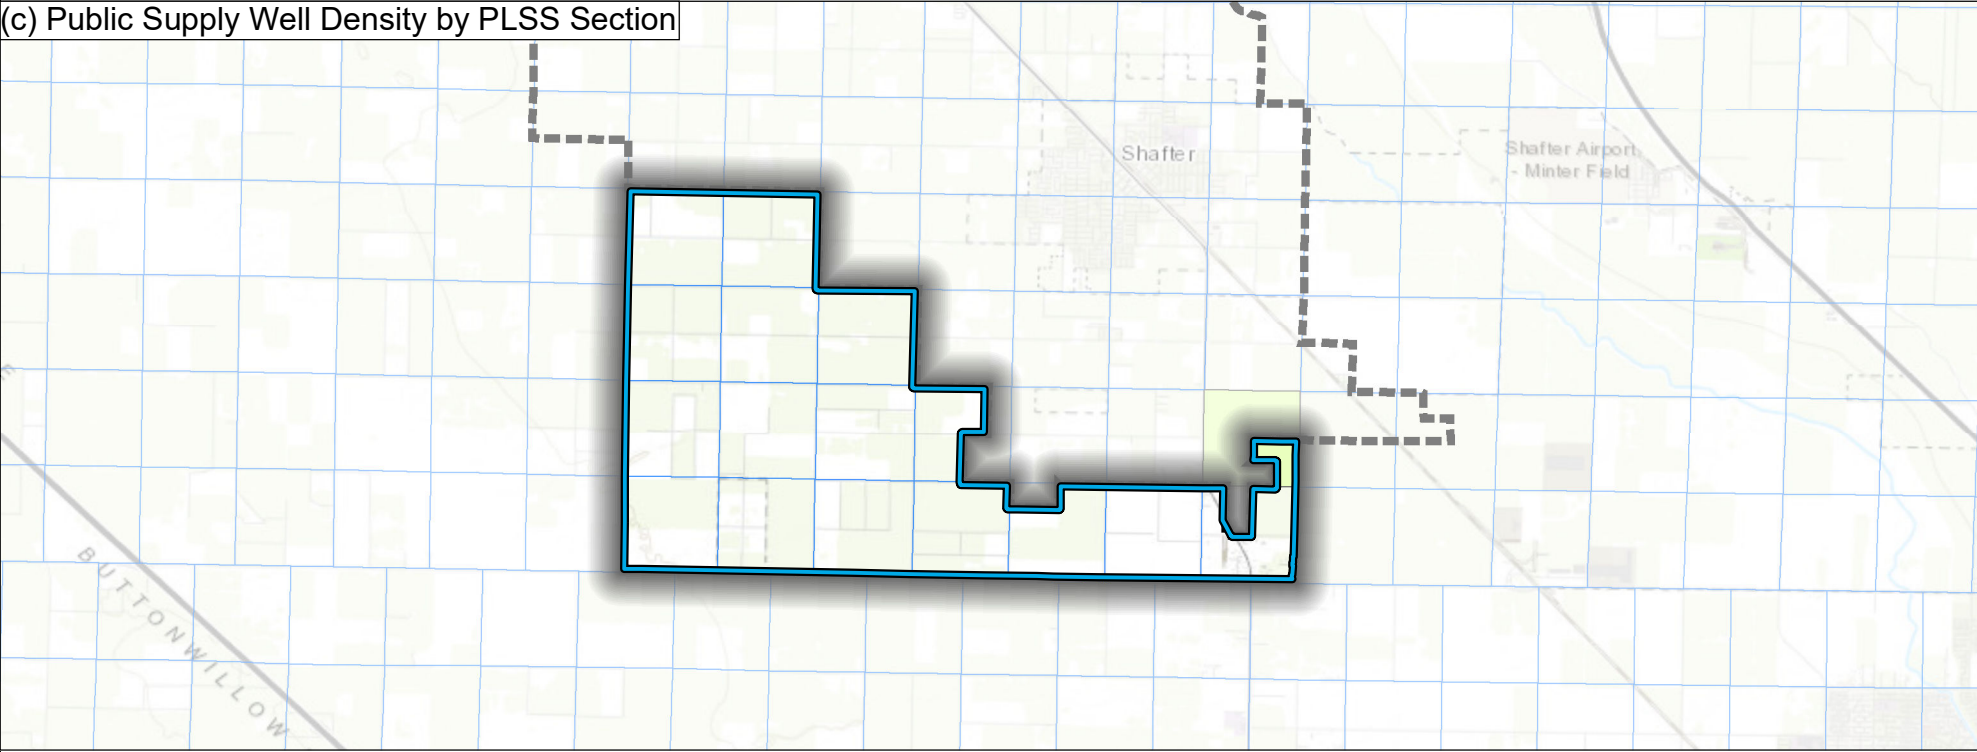 (c) Public Supply Well Density by PLSS Section
Shafter
Shafter Airport
- Minter Field
E
BUTTONWILLOW